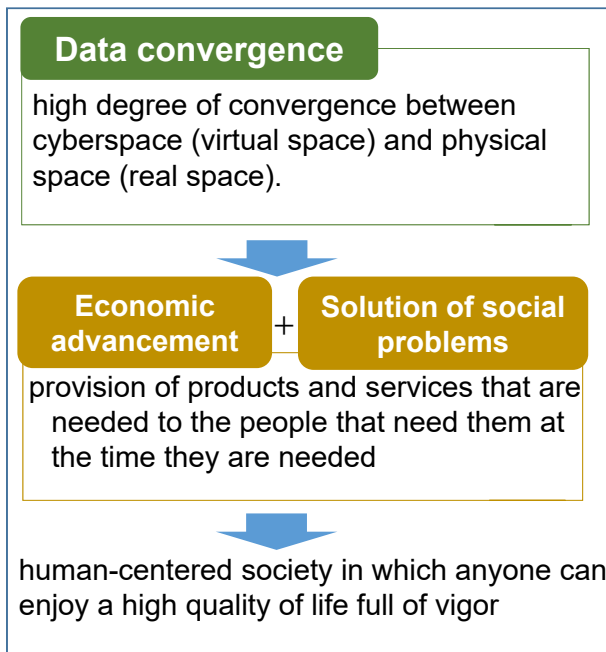 Data convergence
high degree of convergence between
cyberspace (virtual space) and physical
space (real space).
Economic
advancement
+
Solution of social
problems
provision of products and services that are
needed to the people that need them at
the time they are needed
human-centered society in which anyone can
enjoy a high quality of life full of vigor